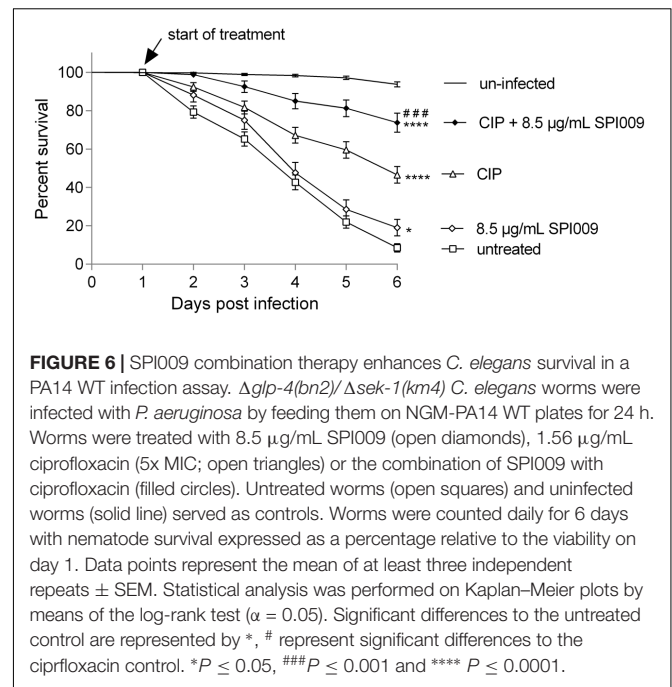 start of treatment
100
80
60
40
20
0
Percent survival
0 1 2 3 4 5 6
Days post infection
un-infected
###
****
CIP + 8.5 µg/mL SPI009
****
CIP
*
8.5 µg/mL SPI009
untreated
FIGURE 6 | SPI009 combination therapy enhances C. elegans survival in a
PA14 WT infection assay. Δglp-4(bn2)/Δsek-1(km4) C. elegans worms were
infected with P. aeruginosa by feeding them on NGM-PA14 WT plates for 24 h.
Worms were treated with 8.5 µg/mL SPI009 (open diamonds), 1.56 µg/mL
ciprofloxacin (5x MIC; open triangles) or the combination of SPI009 with
ciprofloxacin (filled circles). Untreated worms (open squares) and uninfected
worms (solid line) served as controls. Worms were counted daily for 6 days
with nematode survival expressed as a percentage relative to the viability on
day 1. Data points represent the mean of at least three independent
repeats ± SEM. Statistical analysis was performed on Kaplan–Meier plots by
means of the log-rank test (α = 0.05). Significant differences to the untreated
control are represented by *, # represent significant differences to the
ciprfloxacin control. *P ≤ 0.05, ###P ≤ 0.001 and **** P ≤ 0.0001.